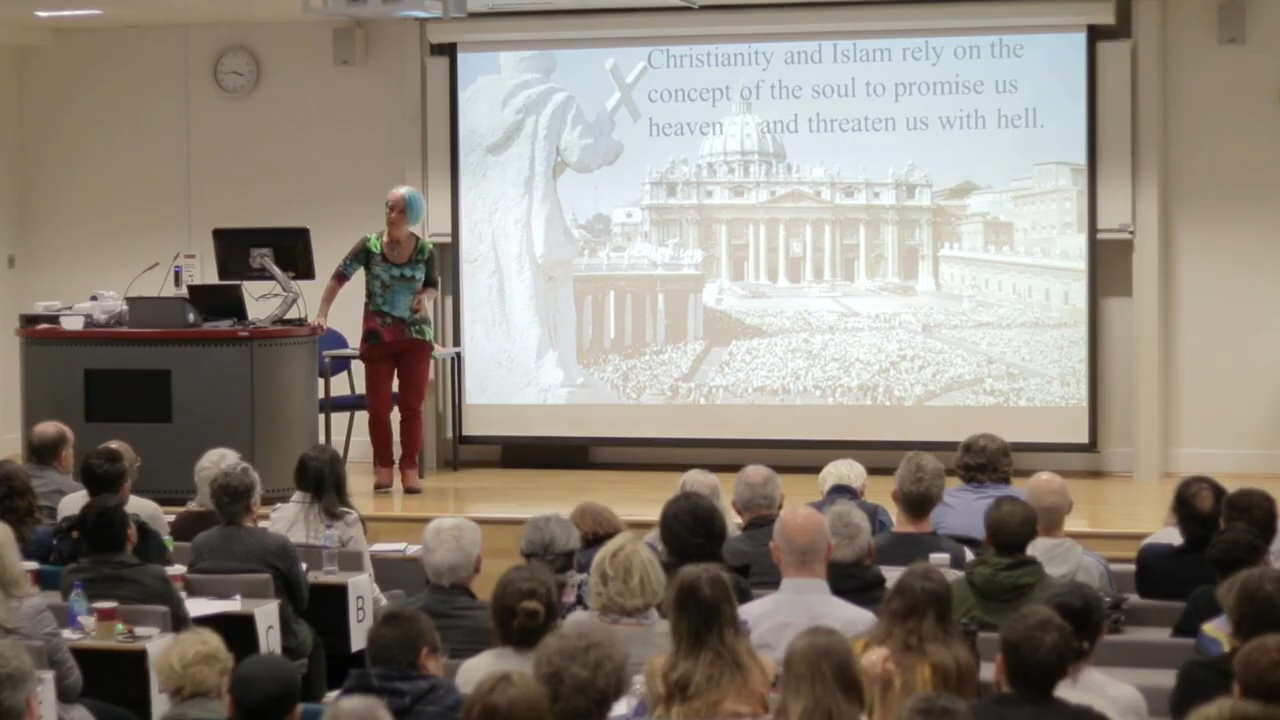 Christianity and Islam rely on the
concept of the soul to promise us
heaven and threaten us with hell.
B
C